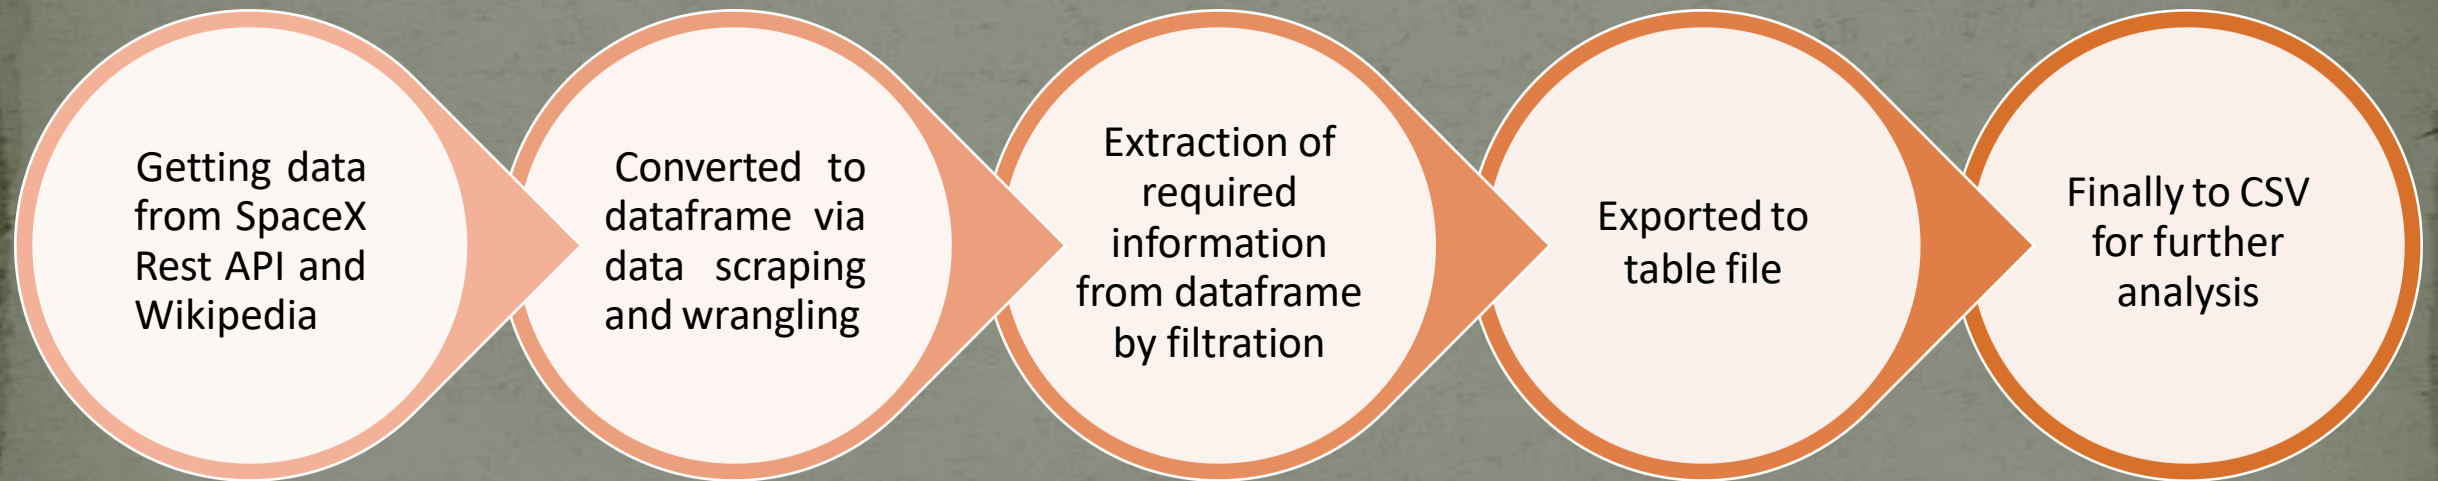 Getting data
from SpaceX
Rest API and
Wikipedia
Converted to
dataframe via
data scraping
and wrangling
Extraction of
required
information
from dataframe
by filtration
Exported to
table file
Finally to CSV
for further
analysis